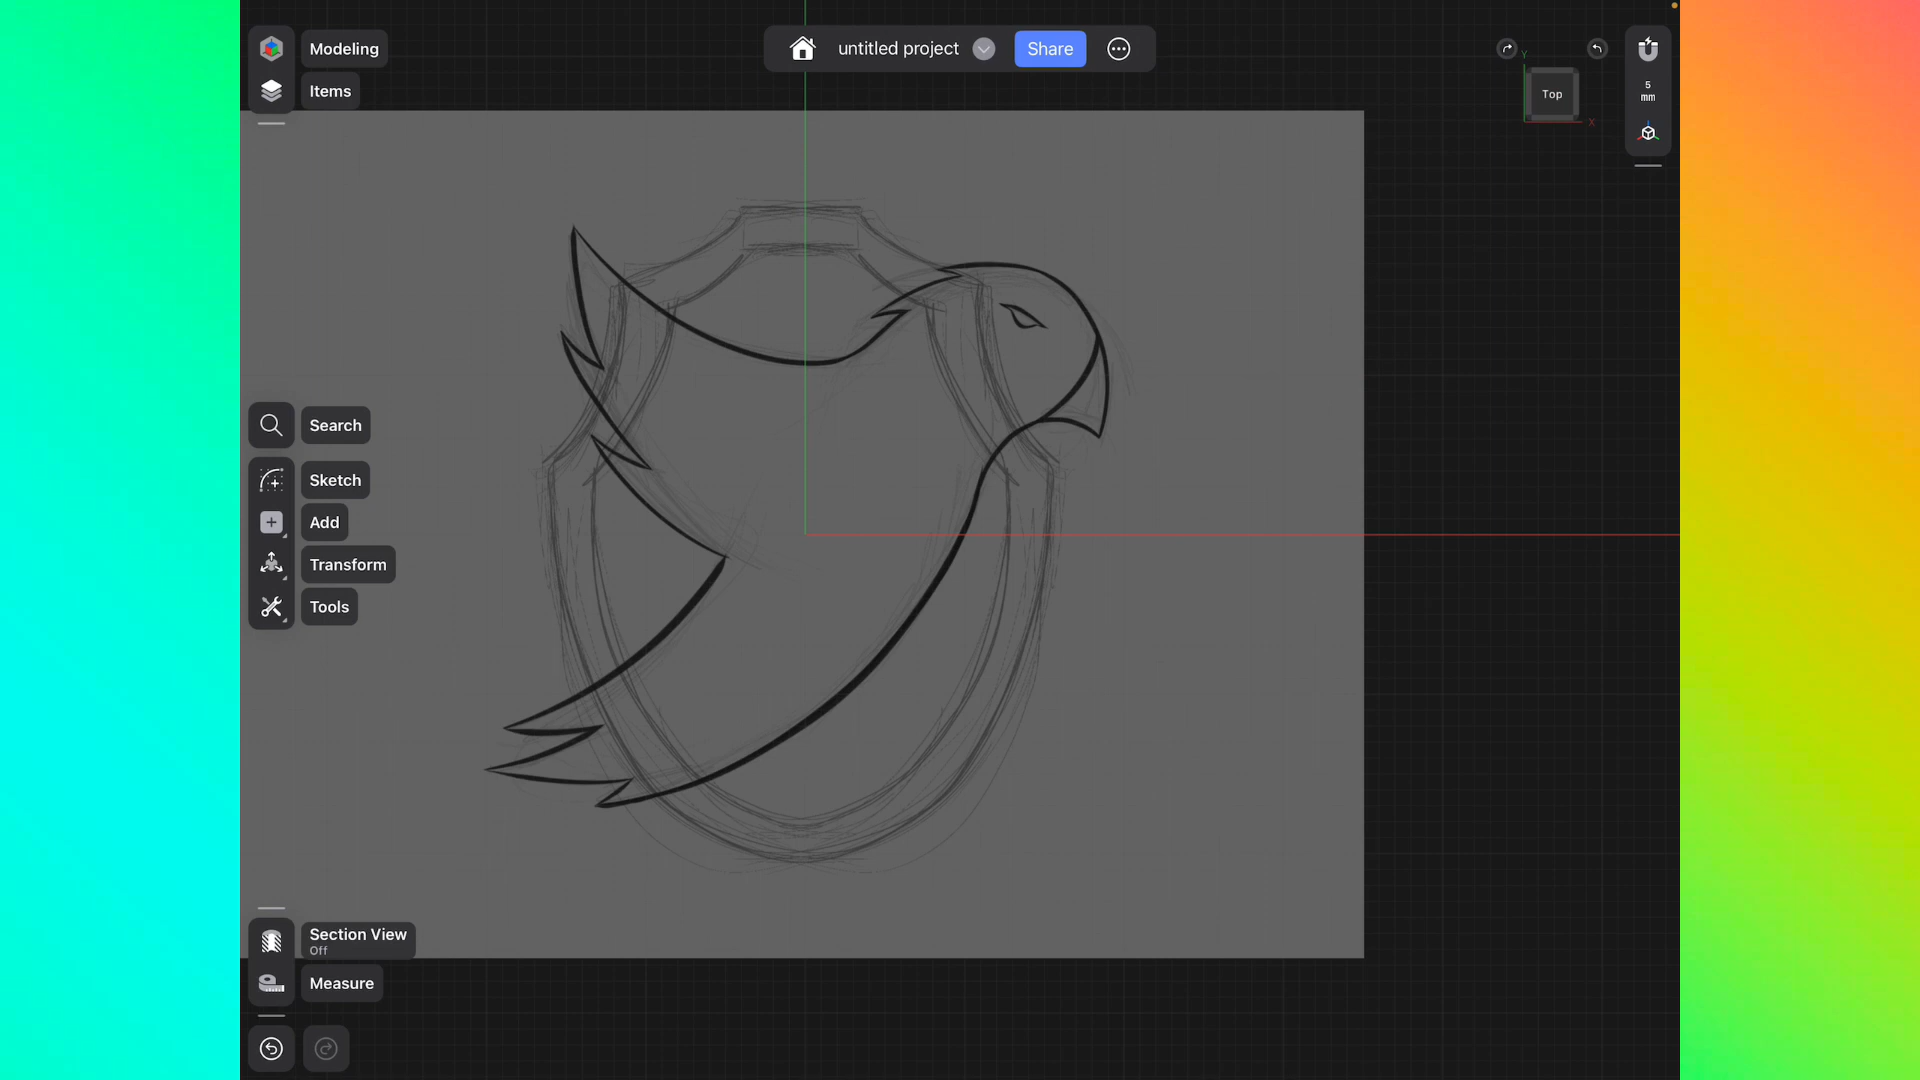 Modeling
Items
untitled project
Share
Y
Top
X
5
mm
Search
Sketch
Add
Transform
Tools
Section View
Off
Measure